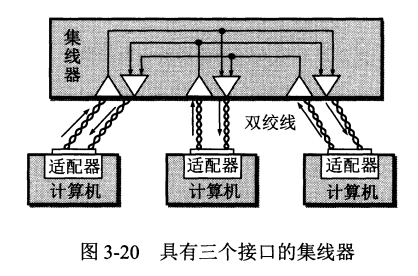 集线器
双绞线
适配器 适配器 适配器
计算机 计算机 计算机
图 3-20 具有三个接口的集线器